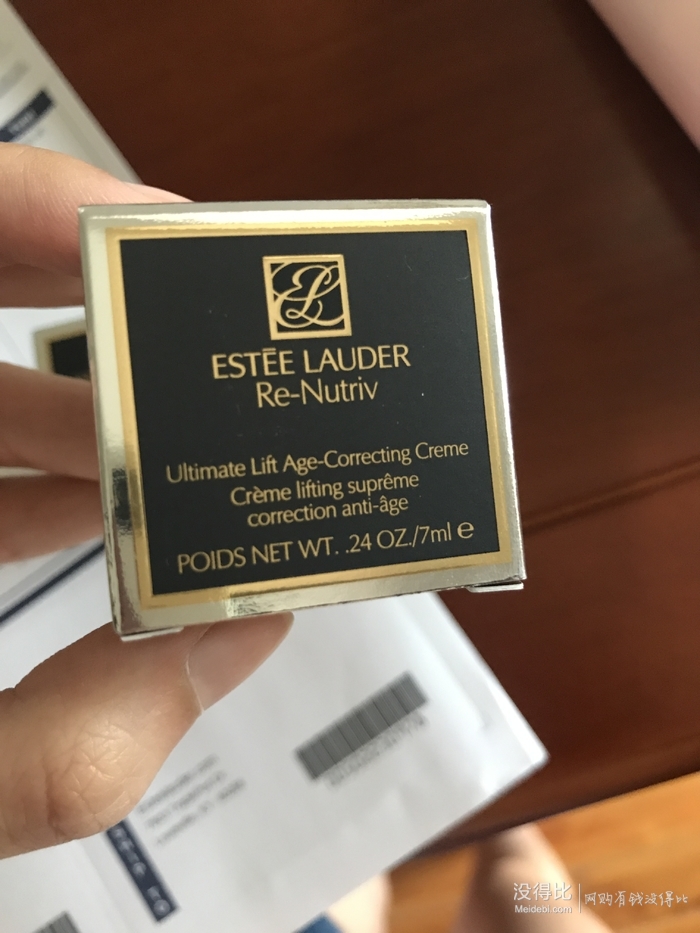 ESTĒE LAUDER
Re-Nutriv
Ultimate Lift Age-Correcting Creme
Crème lifting suprême
correction anti-âge
POIDS NET WT. .24 OZ./7ml ℮
没得比
Meidebi.com
网购有钱没得比